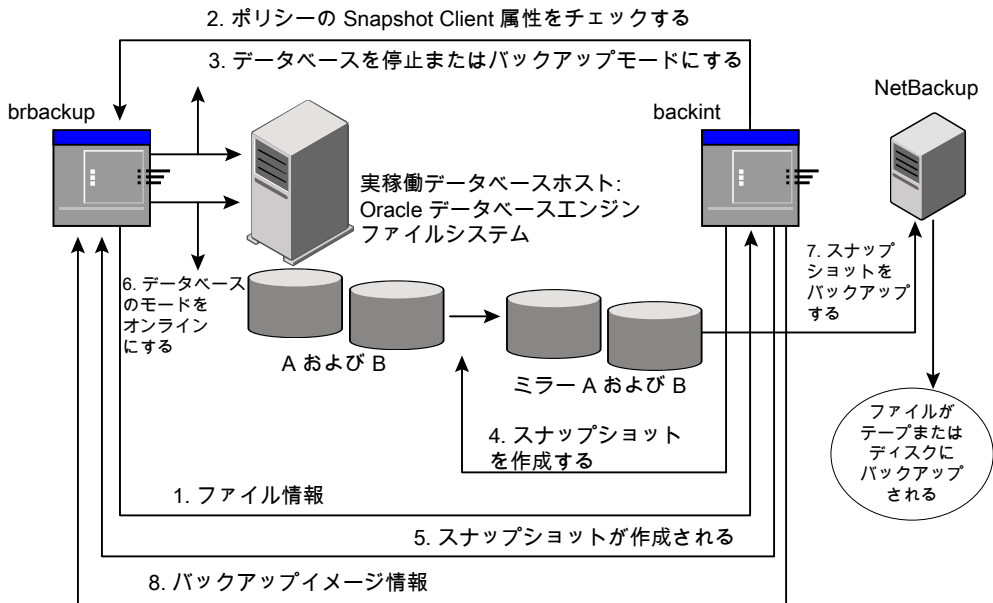 2. ポリシーの Snapshot Client 属性をチェックする
3. データベースを停止またはバックアップモードにする
brbackup
backint
NetBackup
実稼働データベースホスト:
Oracle データベースエンジン
ファイルシステム
6. データベース
のモードを
オンライン
にする
7. スナップ
ショットを
バックアップ
する
A および B
ミラー A および B
4. スナップショット
を作成する
ファイルが
テープまたは
ディスクに
バックアップ
される
1. ファイル情報
5. スナップショットが作成される
8. バックアップイメージ情報